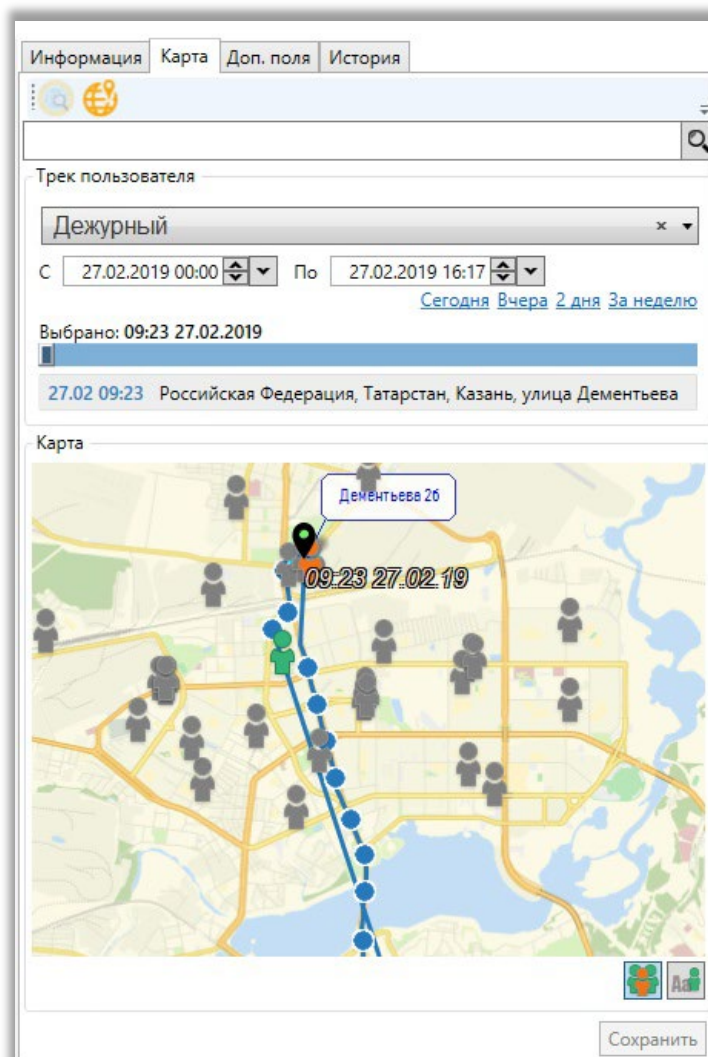 Информация Карта Доп. поля История
Трек пользователя
Дежурный
С 27.02.2019 00:00 По 27.02.2019 16:17
Сегодня Вчера 2 дня За неделю
Выбрано: 09:23 27.02.2019
27.02 09:23 Российская Федерация, Татарстан, Казань, улица Дементьева
Карта
Дементьева 2б
09:23 27.02.19
Aa
Сохранить